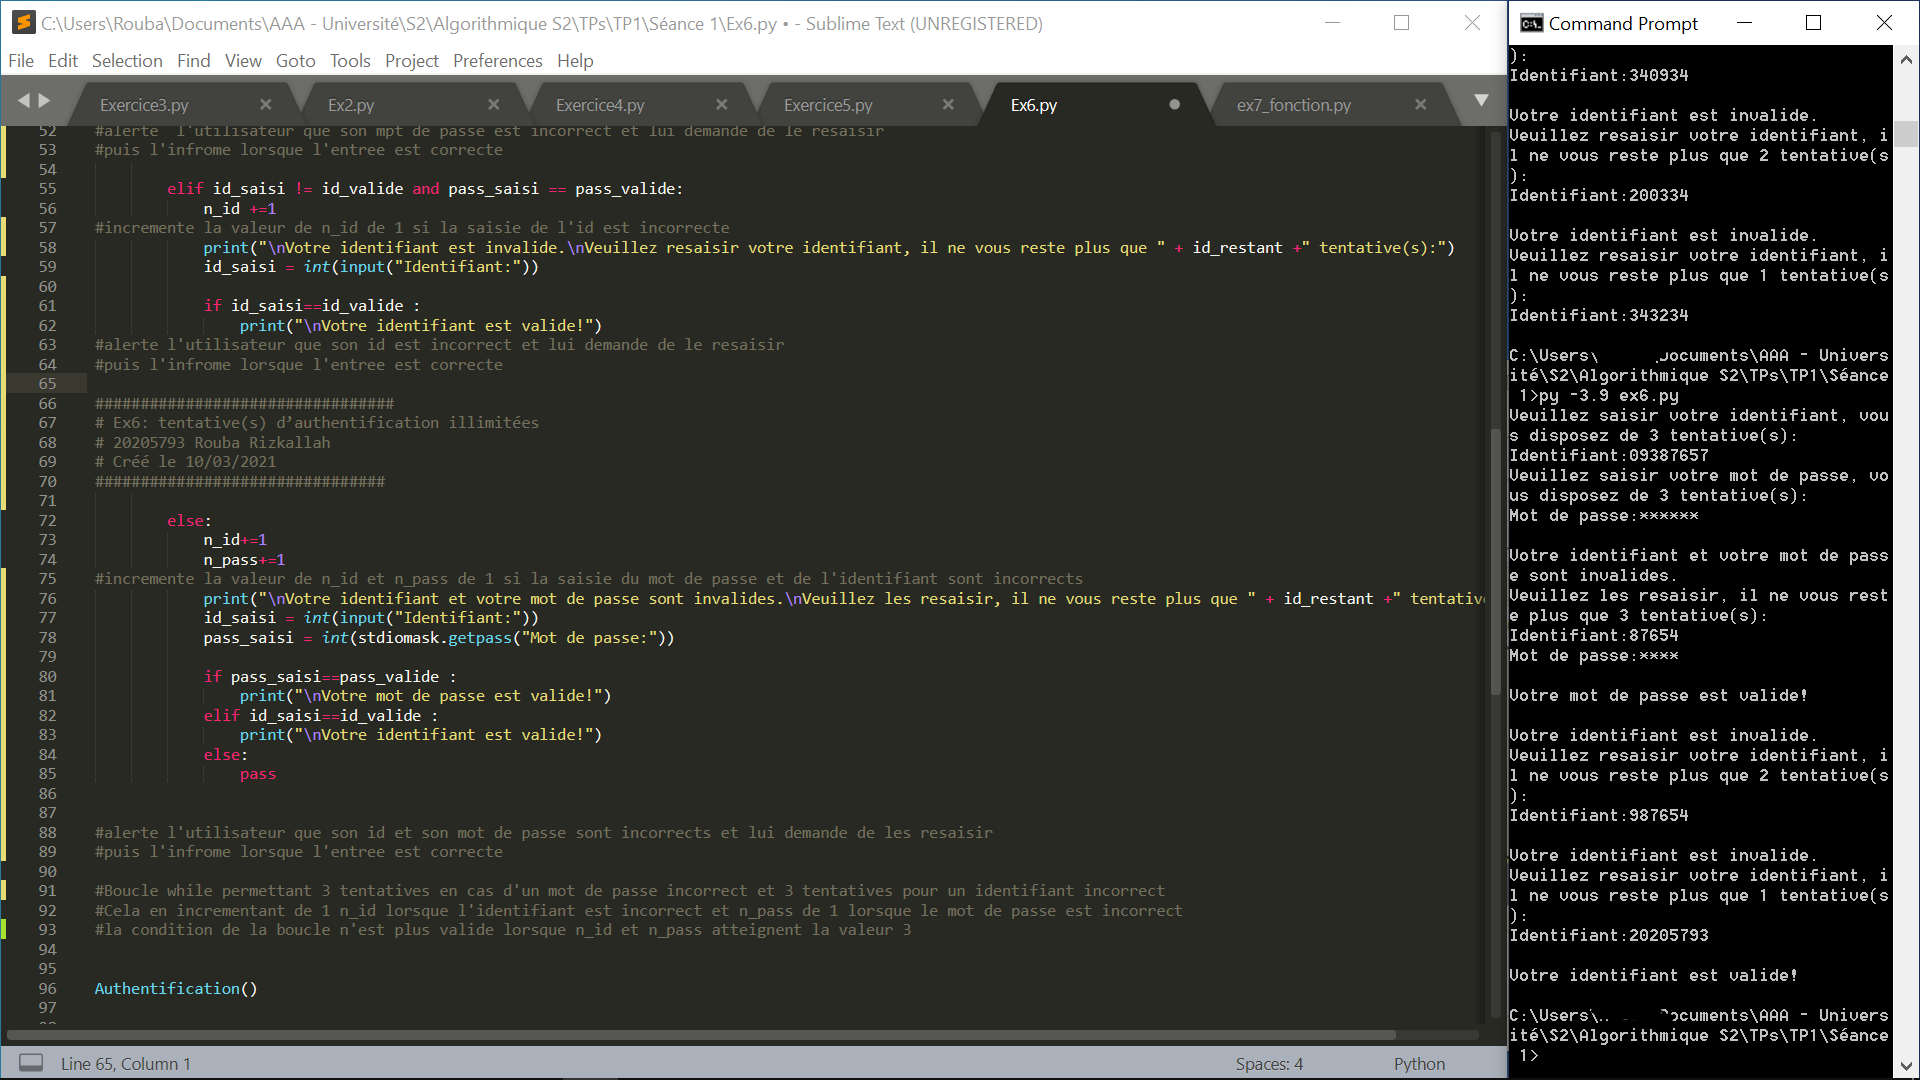 C:\Users\Rouba\Documents\AAA - Université\S2\Algorithmique S2\TPs\TP1\Séance 1\Ex6.py • - Sublime Text (UNREGISTERED)
File Edit Selection Find View Goto Tools Project Preferences Help
Exercice3.py Ex2.py Exercice4.py Exercice5.py Ex6.py ex7_fonction.py
52 #alerte  l'utilisateur que son mpt de passe est incorrect et lui demande de le resaisir
53 #puis l'infrome lorsque l'entree est correcte
54
55 elif id_saisi != id_valide and pass_saisi == pass_valide:
56 n_id +=1
57 #incremente la valeur de n_id de 1 si la saisie de l'id est incorrecte
58 print("\nVotre identifiant est invalide.\nVeuillez resaisir votre identifiant, il ne vous reste plus que " + id_restant +" tentative(s):")
59 id_saisi = int(input("Identifiant:"))
60
61 if id_saisi==id_valide :
62 print("\nVotre identifiant est valide!")
63 #alerte l'utilisateur que son id est incorrect et lui demande de le resaisir
64 #puis l'infrome lorsque l'entree est correcte
65
66 #################################
67 # Ex6: tentative(s) d’authentification illimitées
68 # 20205793 Rouba Rizkallah
69 # Créé le 10/03/2021
70 ################################
71
72 else:
73 n_id+=1
74 n_pass+=1
75 #incremente la valeur de n_id et n_pass de 1 si la saisie du mot de passe et de l'identifiant sont incorrects
76 print("\nVotre identifiant et votre mot de passe sont invalides.\nVeuillez les resaisir, il ne vous reste plus que " + id_restant +" tentativ
77 id_saisi = int(input("Identifiant:"))
78 pass_saisi = int(stdiomask.getpass("Mot de passe:"))
79
80 if pass_saisi==pass_valide :
81 print("\nVotre mot de passe est valide!")
82 elif id_saisi==id_valide :
83 print("\nVotre identifiant est valide!")
84 else:
85 pass
86
87
88 #alerte l'utilisateur que son id et son mot de passe sont incorrects et lui demande de les resaisir
89 #puis l'infrome lorsque l'entree est correcte
90
91 #Boucle while permettant 3 tentatives en cas d'un mot de passe incorrect et 3 tentatives pour un identifiant incorrect
92 #Cela en incrementant de 1 n_id lorsque l'identifiant est incorrect et n_pass de 1 lorsque le mot de passe est incorrect
93 #la condition de la boucle n'est plus valide lorsque n_id et n_pass atteignent la valeur 3
94
95
96 Authentification()
97
Line 65, Column 1 Spaces: 4 Python
Command Prompt
):
Identifiant:340934
Votre identifiant est invalide.
Veuillez resaisir votre identifiant, i
l ne vous reste plus que 2 tentative(s
):
Identifiant:200334
Votre identifiant est invalide.
Veuillez resaisir votre identifiant, i
l ne vous reste plus que 1 tentative(s
):
Identifiant:343234
C:\Users\ ocuments\AAA - Univers
ité\S2\Algorithmique S2\TPs\TP1\Séance
1>py -3.9 ex6.py
Veuillez saisir votre identifiant, vou
s disposez de 3 tentative(s):
Identifiant:09387657
Veuillez saisir votre mot de passe, vo
us disposez de 3 tentative(s):
Mot de passe:******
Votre identifiant et votre mot de pass
e sont invalides.
Veuillez les resaisir, il ne vous rest
e plus que 3 tentative(s):
Identifiant:87654
Mot de passe:****
Votre mot de passe est valide!
Votre identifiant est invalide.
Veuillez resaisir votre identifiant, i
l ne vous reste plus que 2 tentative(s
):
Identifiant:987654
Votre identifiant est invalide.
Veuillez resaisir votre identifiant, i
l ne vous reste plus que 1 tentative(s
):
Identifiant:20205793
Votre identifiant est valide!
C:\Users\ ocuments\AAA - Univers
ité\S2\Algorithmique S2\TPs\TP1\Séance
1>